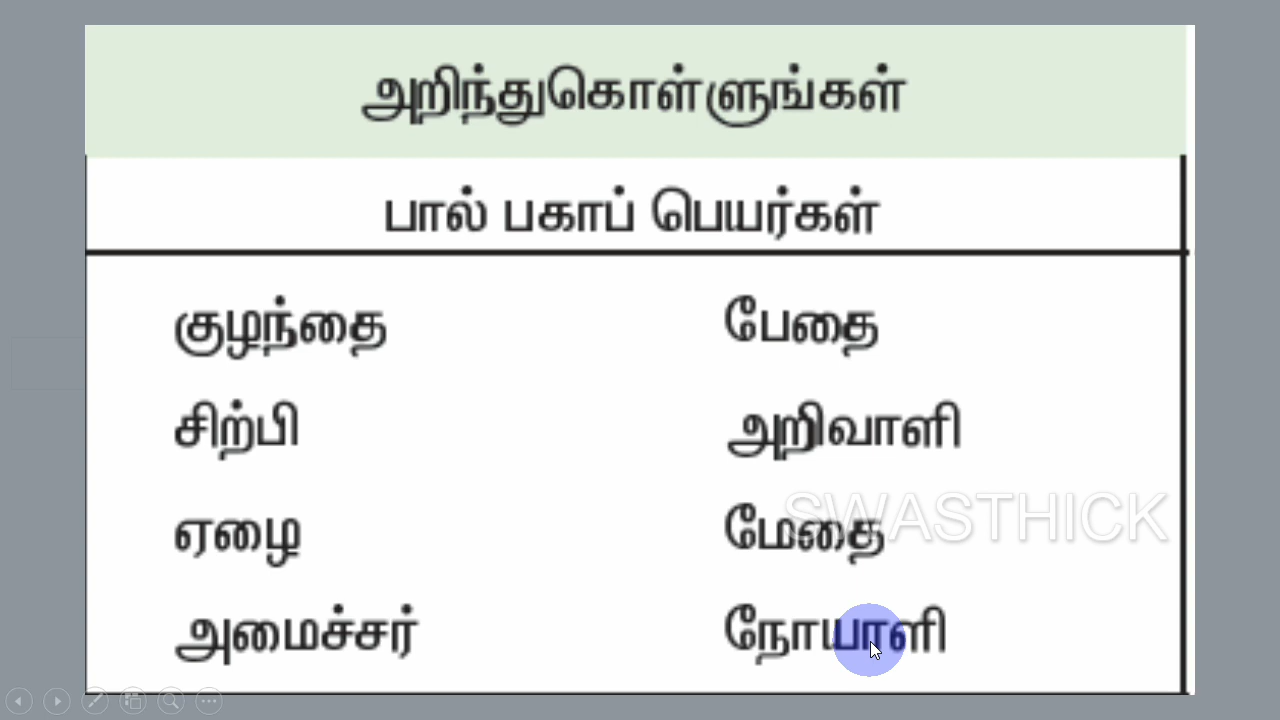 அறிந்துகொள்ளுங்கள்
பால் பகாப் பெயர்கள்
குழந்தை பேதை
சிற்பி அறிவாளி
ஏழை மேதை
SWASTHICK
அமைச்சர் நோயாளி